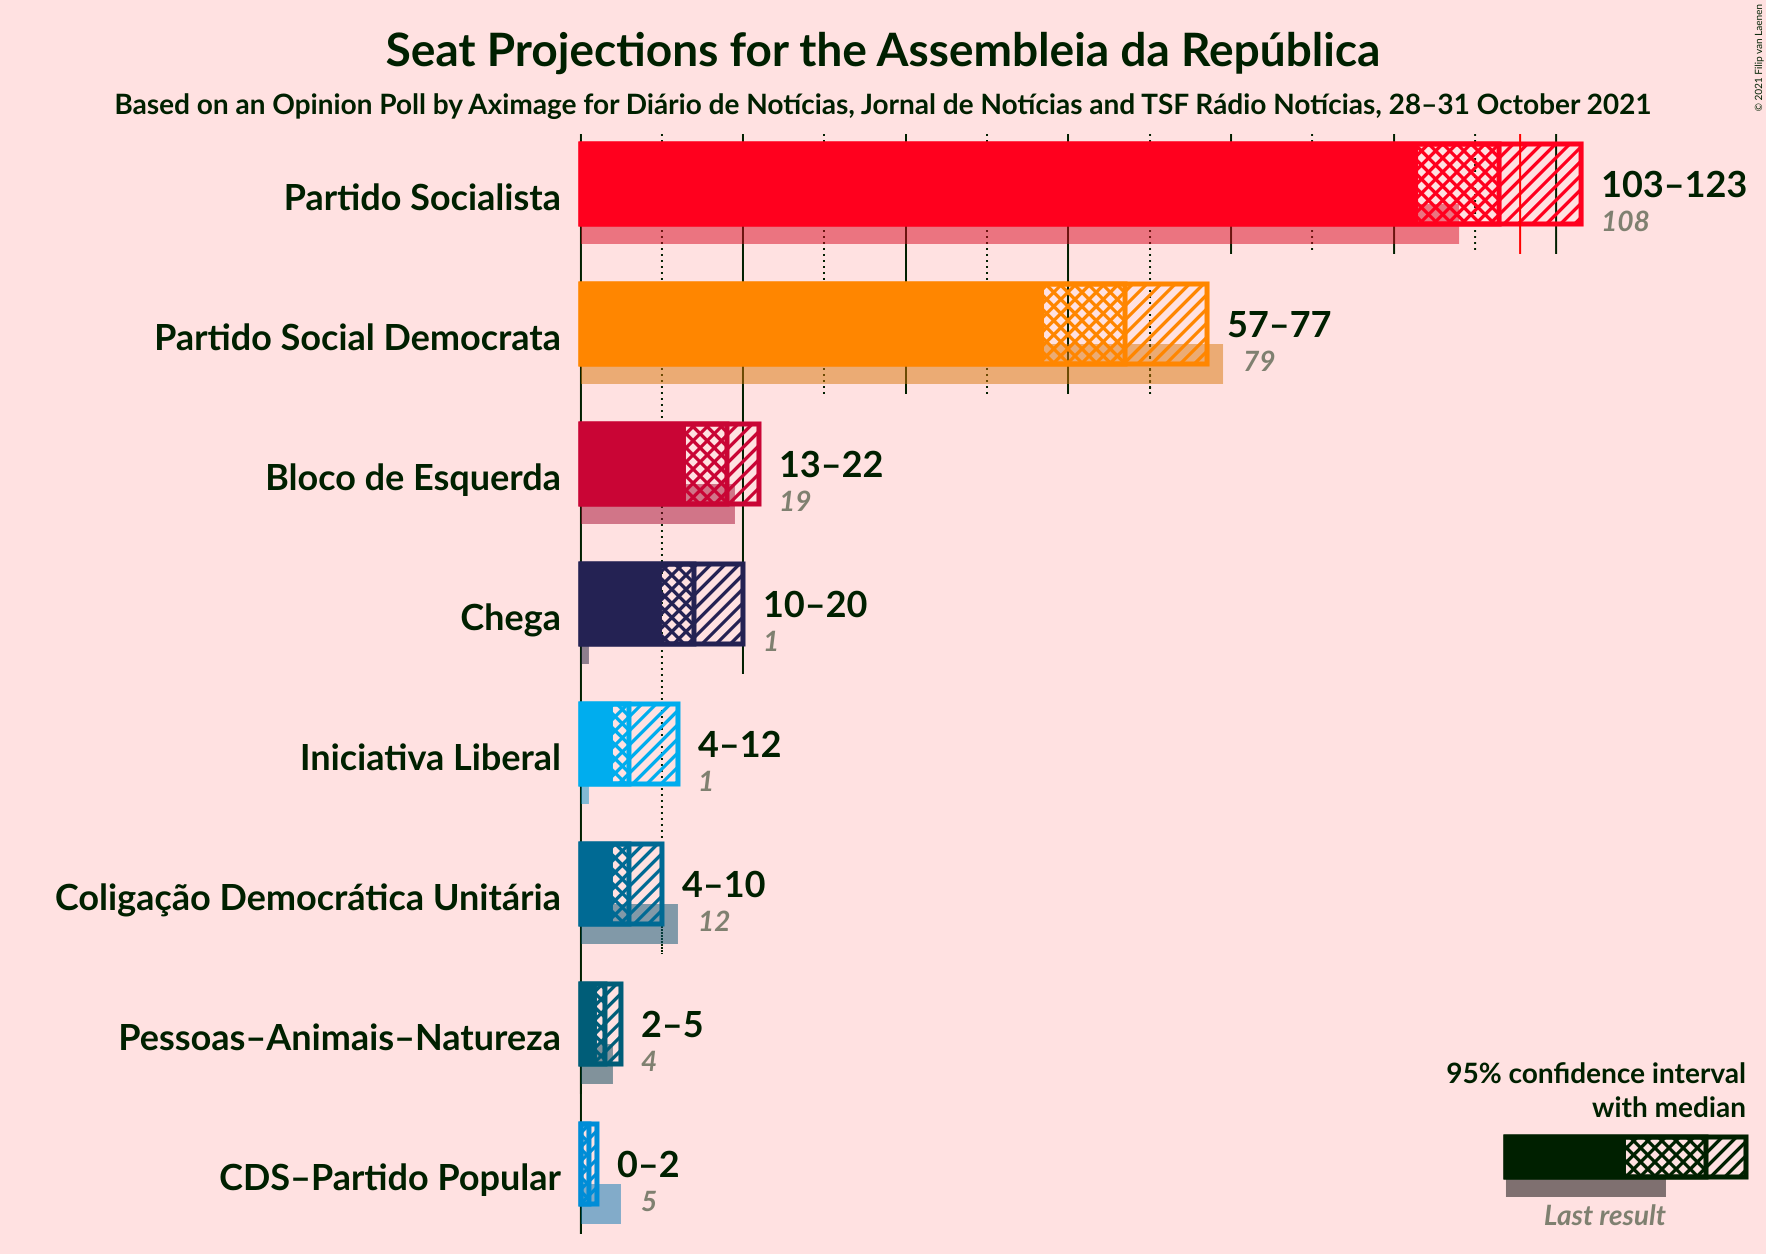 Seat Projections for the Assembleia da República
Based on an Opinion Poll by Aximage for Diário de Notícias, Jornal de Notícias and TSF Rádio Notícias, 28–31 October 2021
© 2021 Filip van Laenen
Partido Socialista
103–123
108
Partido Social Democrata
57–77
79
Bloco de Esquerda
13–22
19
Chega
10–20
1
Iniciativa Liberal
4–12
1
Coligação Democrática Unitária
4–10
12
Pessoas–Animais–Natureza
2–5
4
CDS–Partido Popular
0–2
5
95% confidence interval
with median
Last result